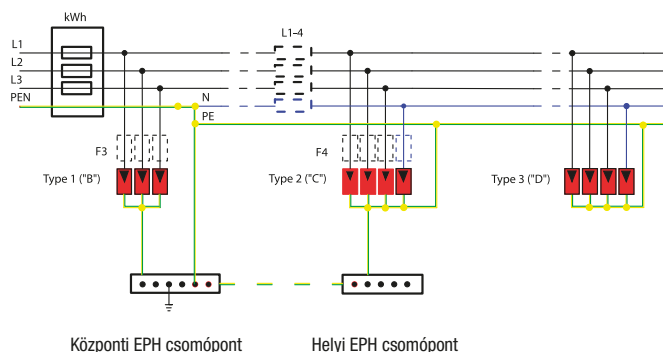 kWh
L1
L1-4
L2
L3
PEN
N
PE
F3
F4
Type 1 ("B")
Type 2 ("C")
Type 3 ("D")
Központi EPH csomópont
Helyi EPH csomópont